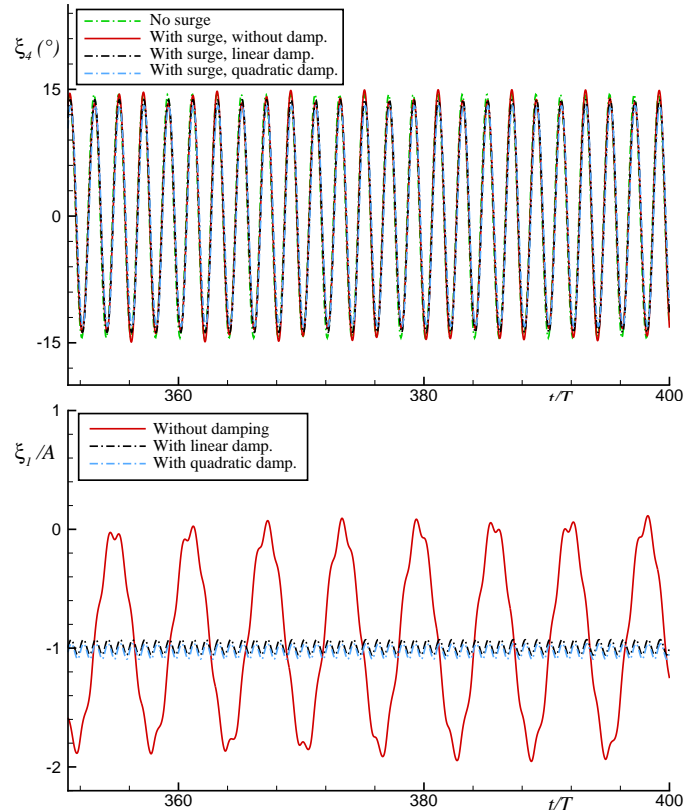 No surge
With surge, without damp.
With surge, linear damp.
With surge, quadratic damp.
ξ4 (°)
15
0
-15
360
380
t/T
400
1
Without damping
With linear damp.
With quadratic damp.
ξ1/A
0
-1
-2
360
380
t/T
400